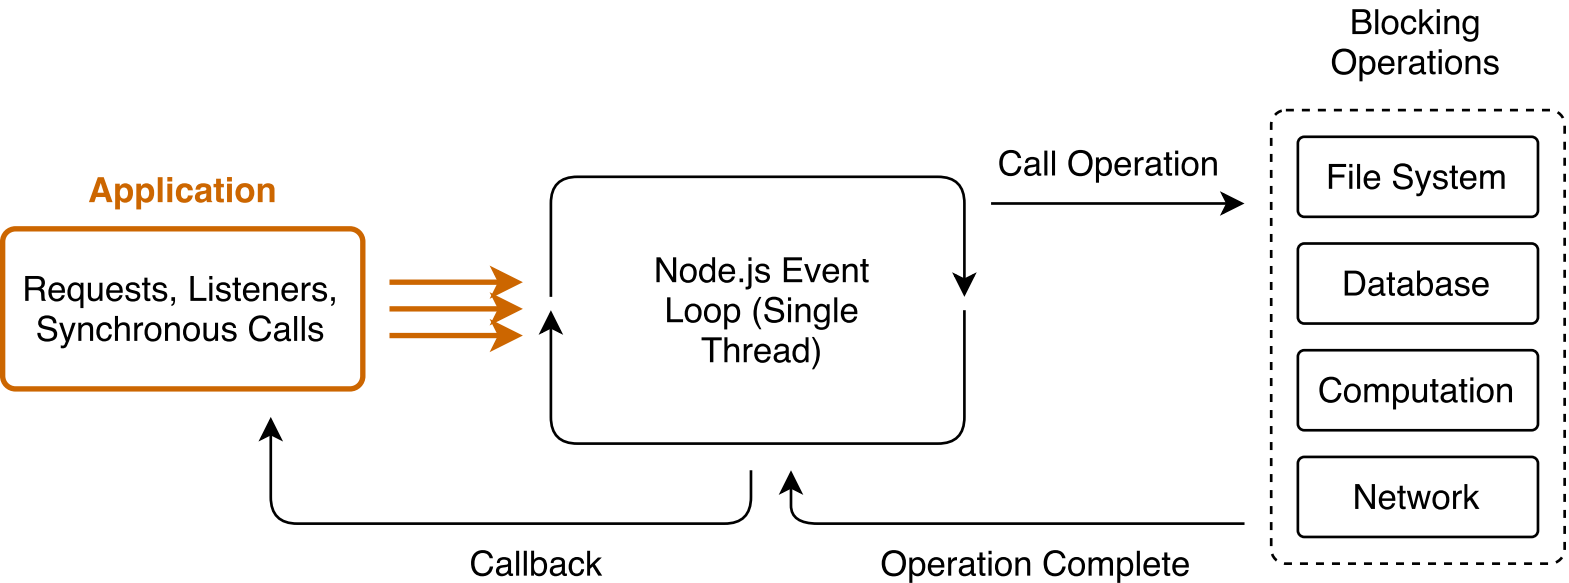 Application
Requests, Listeners,
Synchronous Calls
Node.js Event
Loop (Single
Thread)
Call Operation
Blocking
Operations
File System
Database
Computation
Network
Callback
Operation Complete